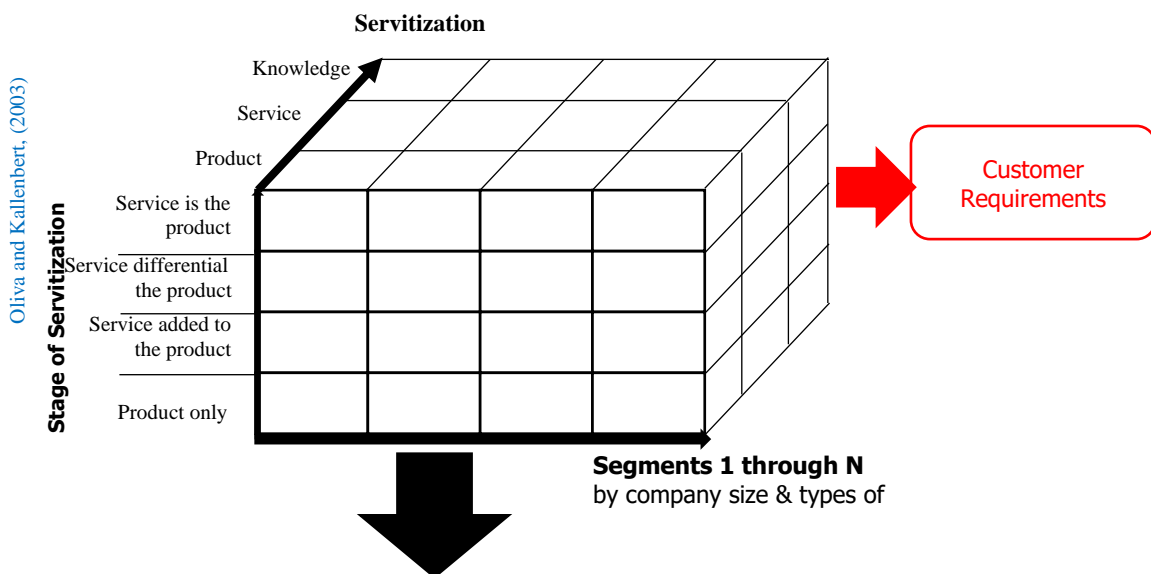 Servitization
Knowledge
Service
Product
Oliva and Kallenbert, (2003)
Stage of Servitization
Service is the
product
Service differential
the product
Service added to
the product
Product only
Customer
Requirements
Segments 1 through N
by company size & types of